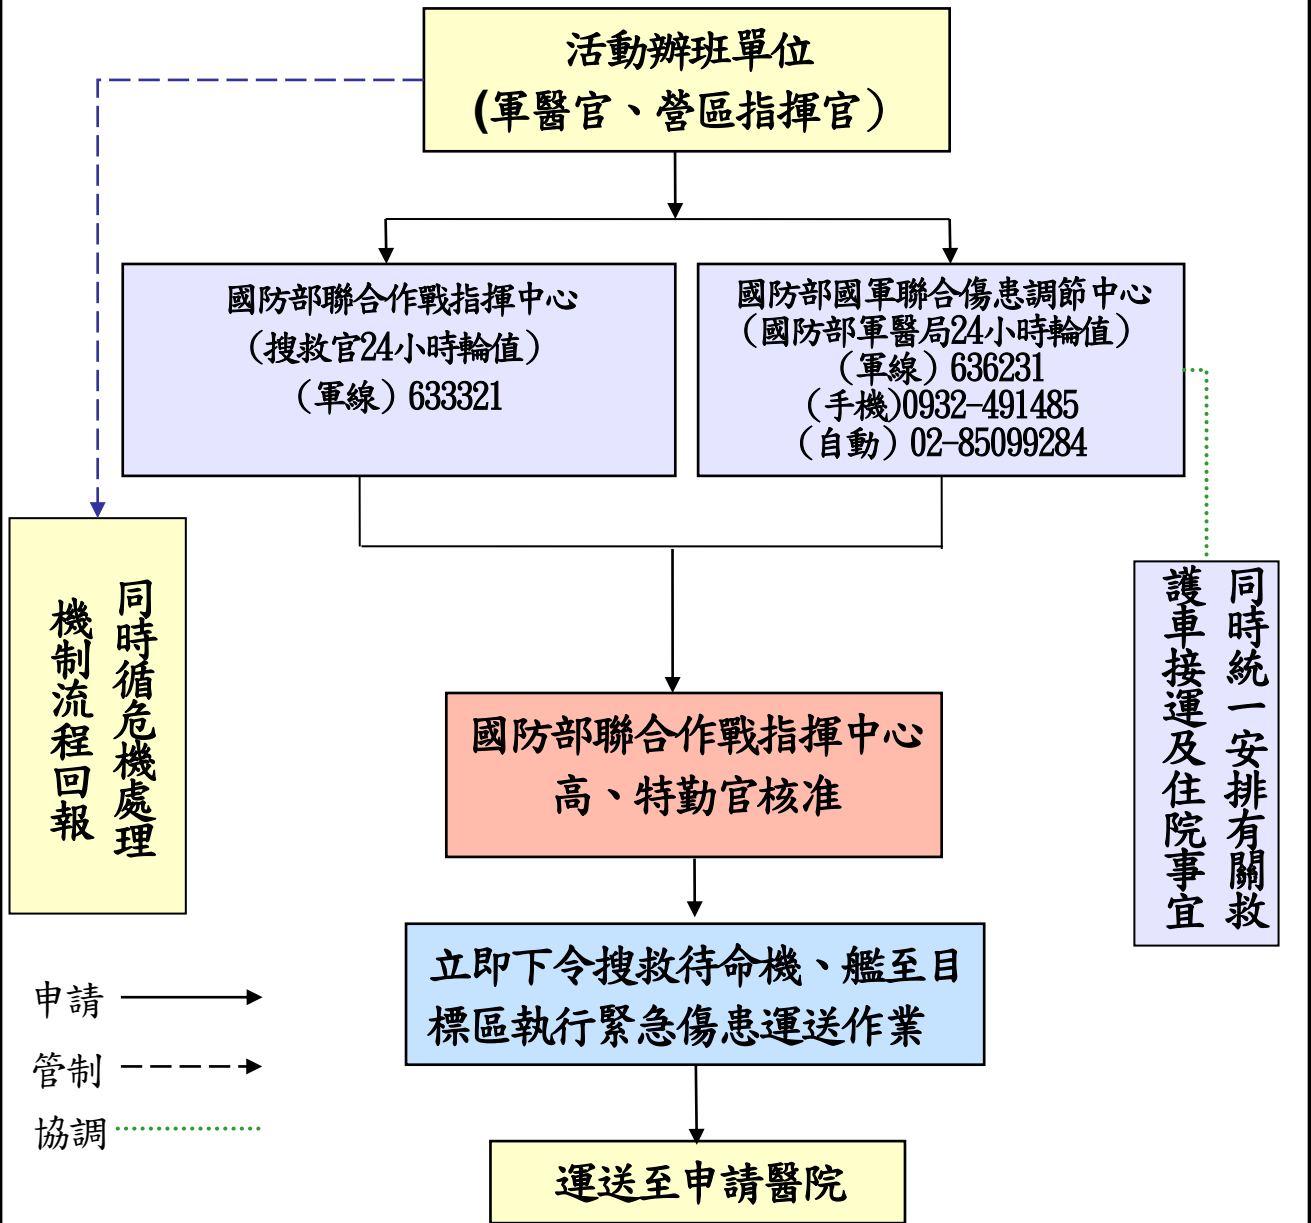 活動辦班單位
(軍醫官、營區指揮官）
國防部聯合作戰指揮中心
（搜救官24小時輪值）
（軍線）633321
國防部國軍聯合傷患調節中心
（國防部軍醫局24小時輪值）
（軍線）636231
（手機)0932-491485
（自動）02-85099284
同時循危機處理
機制流程回報
同時統一安排有關救
護車接運及住院事宜
國防部聯合作戰指揮中心
高、特勤官核准
立即下令搜救待命機、艦至目
標區執行緊急傷患運送作業
運送至申請醫院
申請
管制
協調